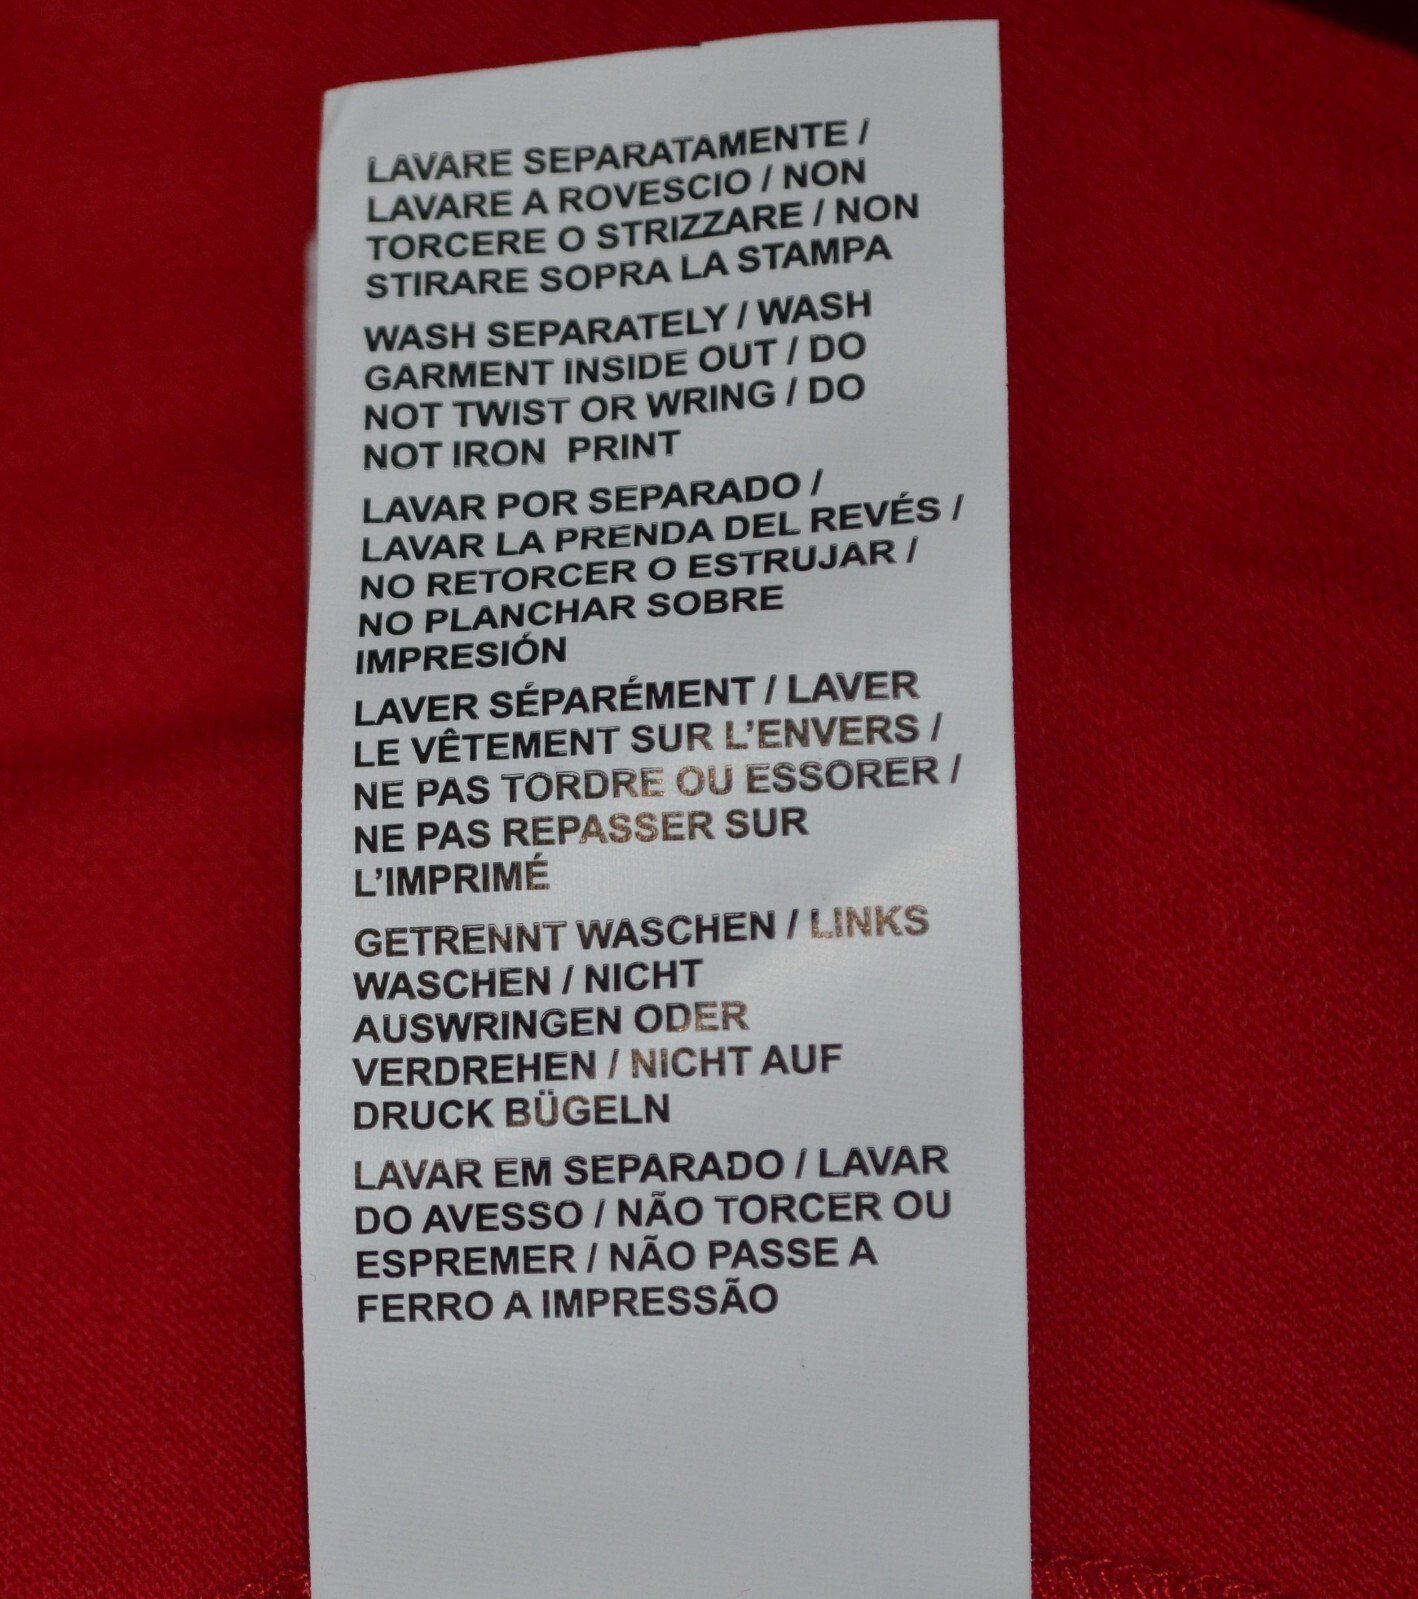 LAVARE SEPARATAMENTE /
LAVARE A ROVESCIO / NON
TORCERE O STRIZZARE / NON
STIRARE SOPRA LA STAMPA
WASH SEPARATELY / WASH
GARMENT INSIDE OUT / DO
NOT TWIST OR WRING / DO
NOT IRON  PRINT
LAVAR POR SEPARADO /
LAVAR LA PRENDA DEL REVÉS /
NO RETORCER O ESTRUJAR /
NO PLANCHAR SOBRE
IMPRESIÓN
LAVER SÉPARÉMENT / LAVER
LE VÊTEMENT SUR L’ENVERS /
NE PAS TORDRE OU ESSORER /
NE PAS REPASSER SUR
L’IMPRIMÉ
GETRENNT WASCHEN / LINKS
WASCHEN / NICHT
AUSWRINGEN ODER
VERDREHEN / NICHT AUF
DRUCK BÜGELN
LAVAR EM SEPARADO / LAVAR
DO AVESSO / NÃO TORCER OU
ESPREMER / NÃO PASSE A
FERRO A IMPRESSÃO